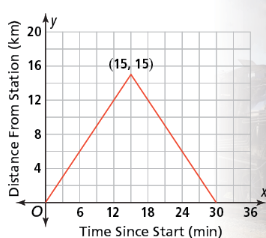 y
Distance From Station (km)
20
16
12
8
4
(15, 15)
O
6 12 18 24 30 36
x
Time Since Start (min)